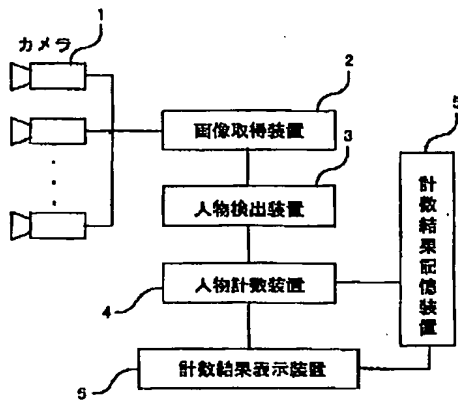 1
カメラ
2
画像取得装置
3
人物検出装置
5
計数結果記憶装置
人物計数装置
4
計数結果表示装置
6